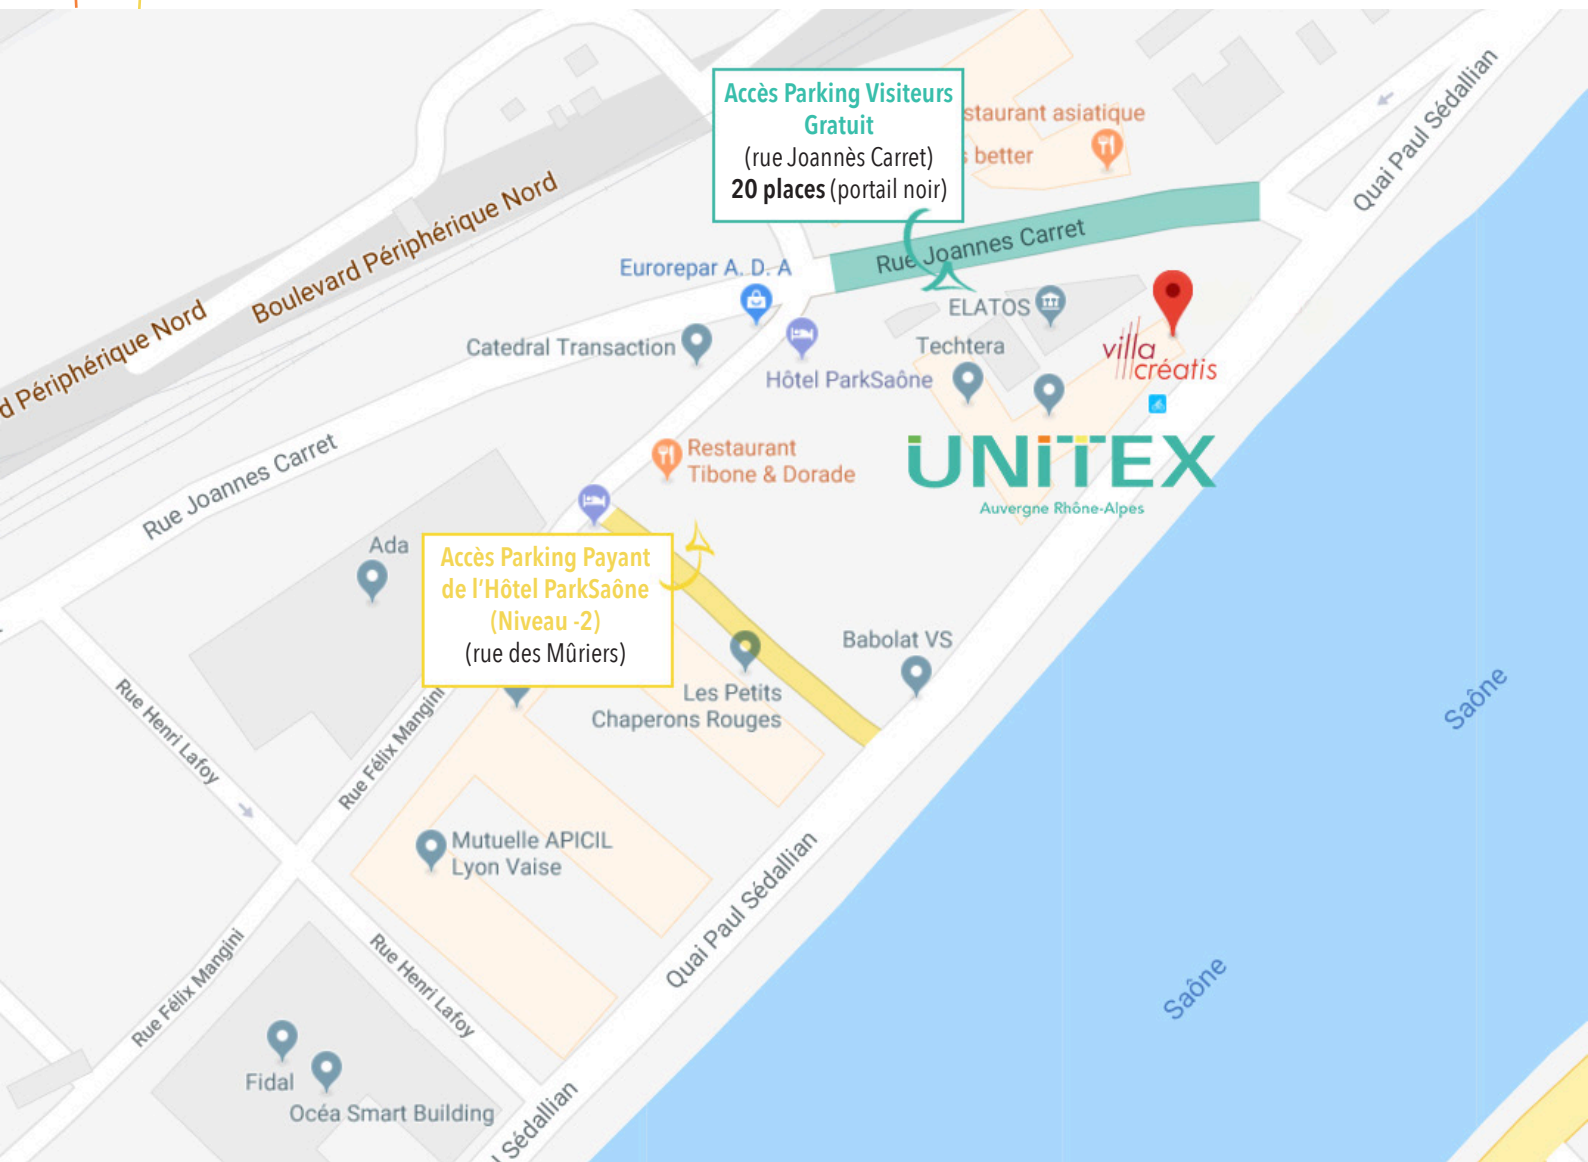 Accès Parking Visiteurs
Gratuit
(rue Joannès Carret)
20 places (portail noir)
staurant asiatique
better
Quai Paul Sédallian
Boulevard Périphérique Nord
d Périphérique Nord
Rue Joannes Carret
Eurorepar A. D. A
ELATOS
Catedral Transaction
Techtera
villa
créatis
Hôtel ParkSaône
Rue Joannes Carret
Restaurant
Tibone & Dorade
UNITEX
Auvergne Rhône-Alpes
Ada
Accès Parking Payant
de l'Hôtel ParkSaône
(Niveau -2)
(rue des Mûriers)
Babolat VS
Les Petits
Chaperons Rouges
Rue Henri Lafoy
Rue Félix Mangini
Saône
Mutuelle APICIL
Lyon Vaise
Quai Paul Sédallian
Rue Félix Mangini
Rue Henri Lafoy
Saône
Fidal
Océa Smart Building
Sédallian